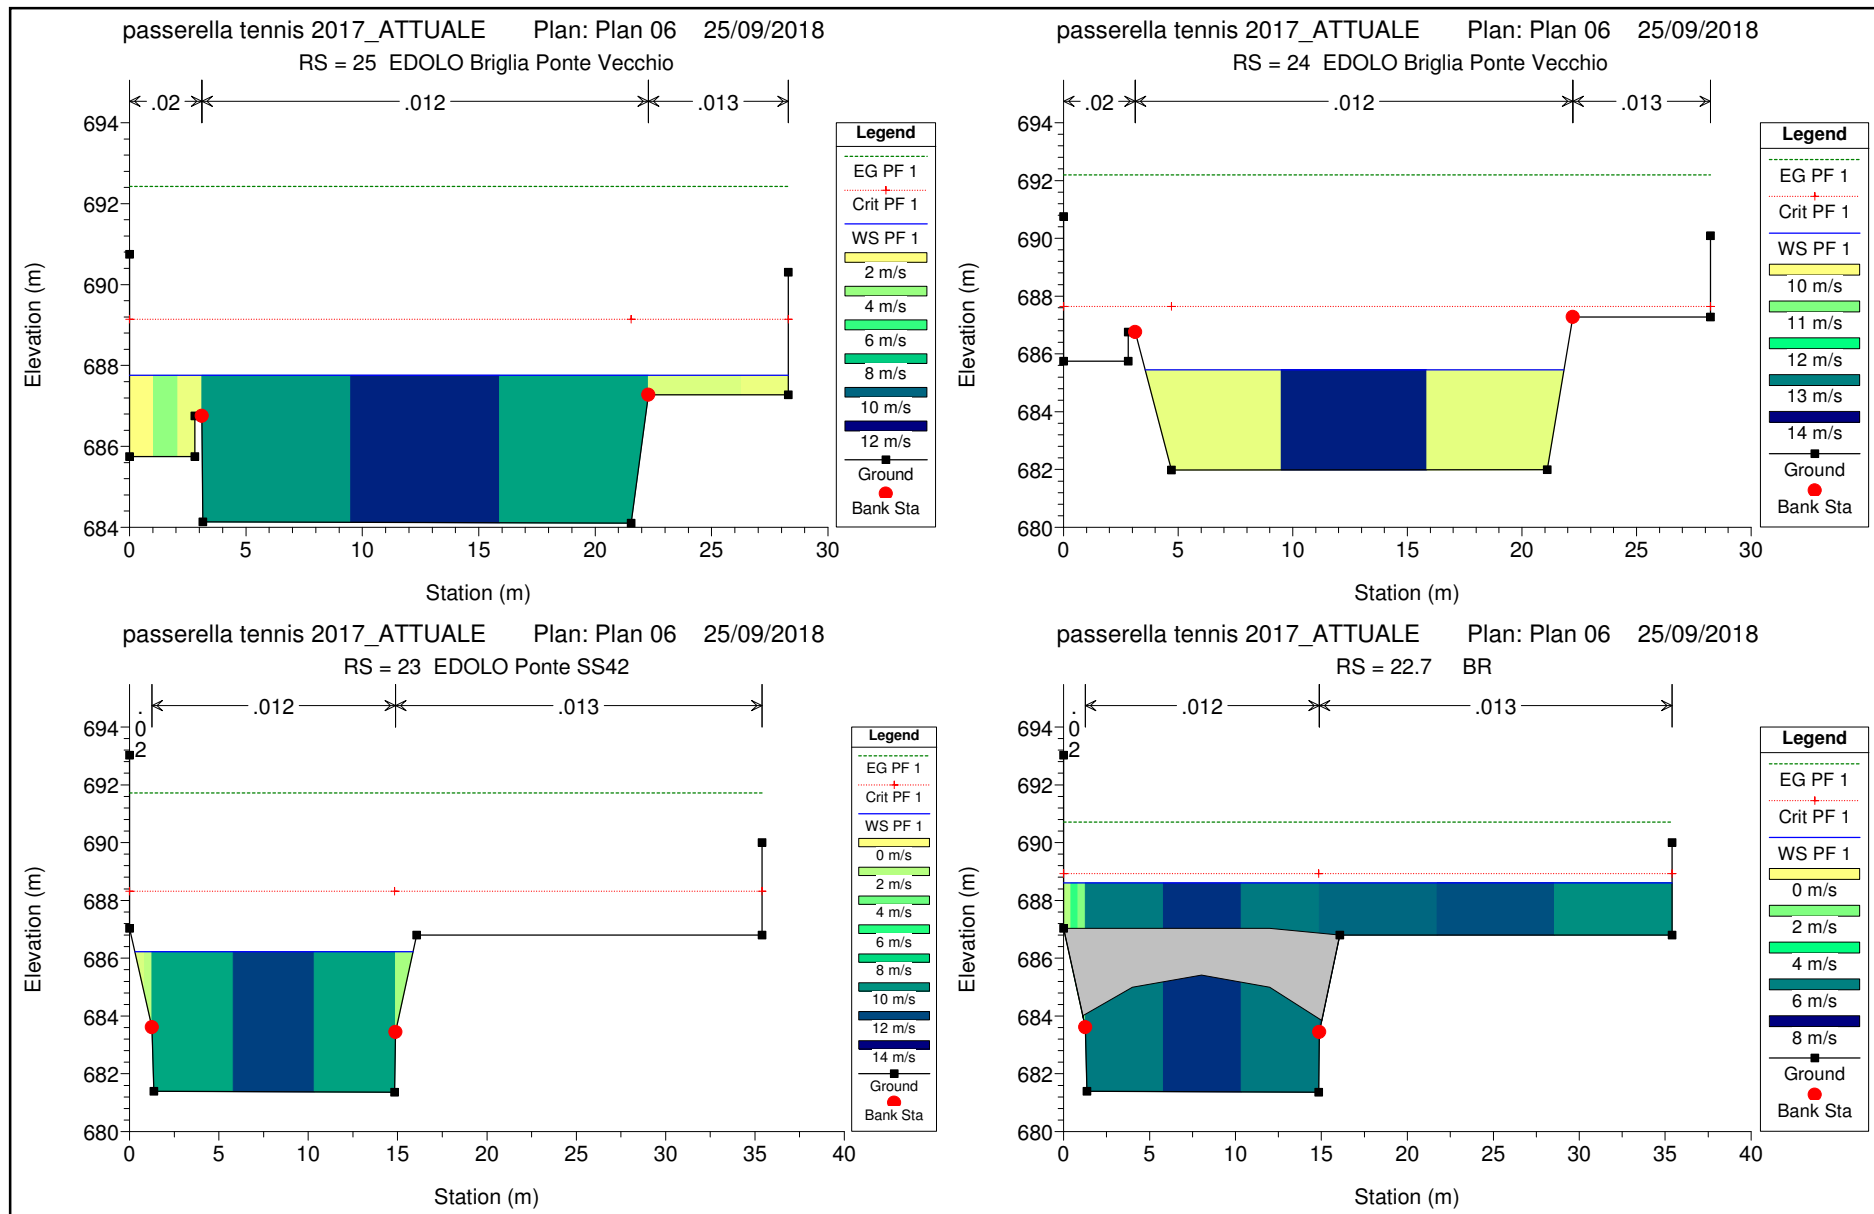 passerella tennis 2017_ATTUALE Plan: Plan 06 25/09/2018
RS = 25 EDOLO Briglia Ponte Vecchio
.02 .012 .013
694
692
690
688
686
684
0 5 10 15 20 25 30
Elevation (m)
Station (m)
Legend
EG PF 1
Crit PF 1
WS PF 1
2 m/s
4 m/s
6 m/s
8 m/s
10 m/s
12 m/s
Ground
Bank Sta
passerella tennis 2017_ATTUALE Plan: Plan 06 25/09/2018
RS = 24 EDOLO Briglia Ponte Vecchio
.02 .012 .013
694
692
690
688
686
684
682
680
0 5 10 15 20 25 30
Elevation (m)
Station (m)
Legend
EG PF 1
Crit PF 1
WS PF 1
10 m/s
11 m/s
12 m/s
13 m/s
14 m/s
Ground
Bank Sta
passerella tennis 2017_ATTUALE Plan: Plan 06 25/09/2018
RS = 23 EDOLO Ponte SS42
.02 .012 .013
694
692
690
688
686
684
682
680
0 5 10 15 20 25 30 35 40
Elevation (m)
Station (m)
Legend
EG PF 1
Crit PF 1
WS PF 1
0 m/s
2 m/s
4 m/s
6 m/s
8 m/s
10 m/s
12 m/s
14 m/s
Ground
Bank Sta
passerella tennis 2017_ATTUALE Plan: Plan 06 25/09/2018
RS = 22.7 BR
.02 .012 .013
694
692
690
688
686
684
682
680
0 5 10 15 20 25 30 35 40
Elevation (m)
Station (m)
Legend
EG PF 1
Crit PF 1
WS PF 1
0 m/s
2 m/s
4 m/s
6 m/s
8 m/s
Ground
Bank Sta